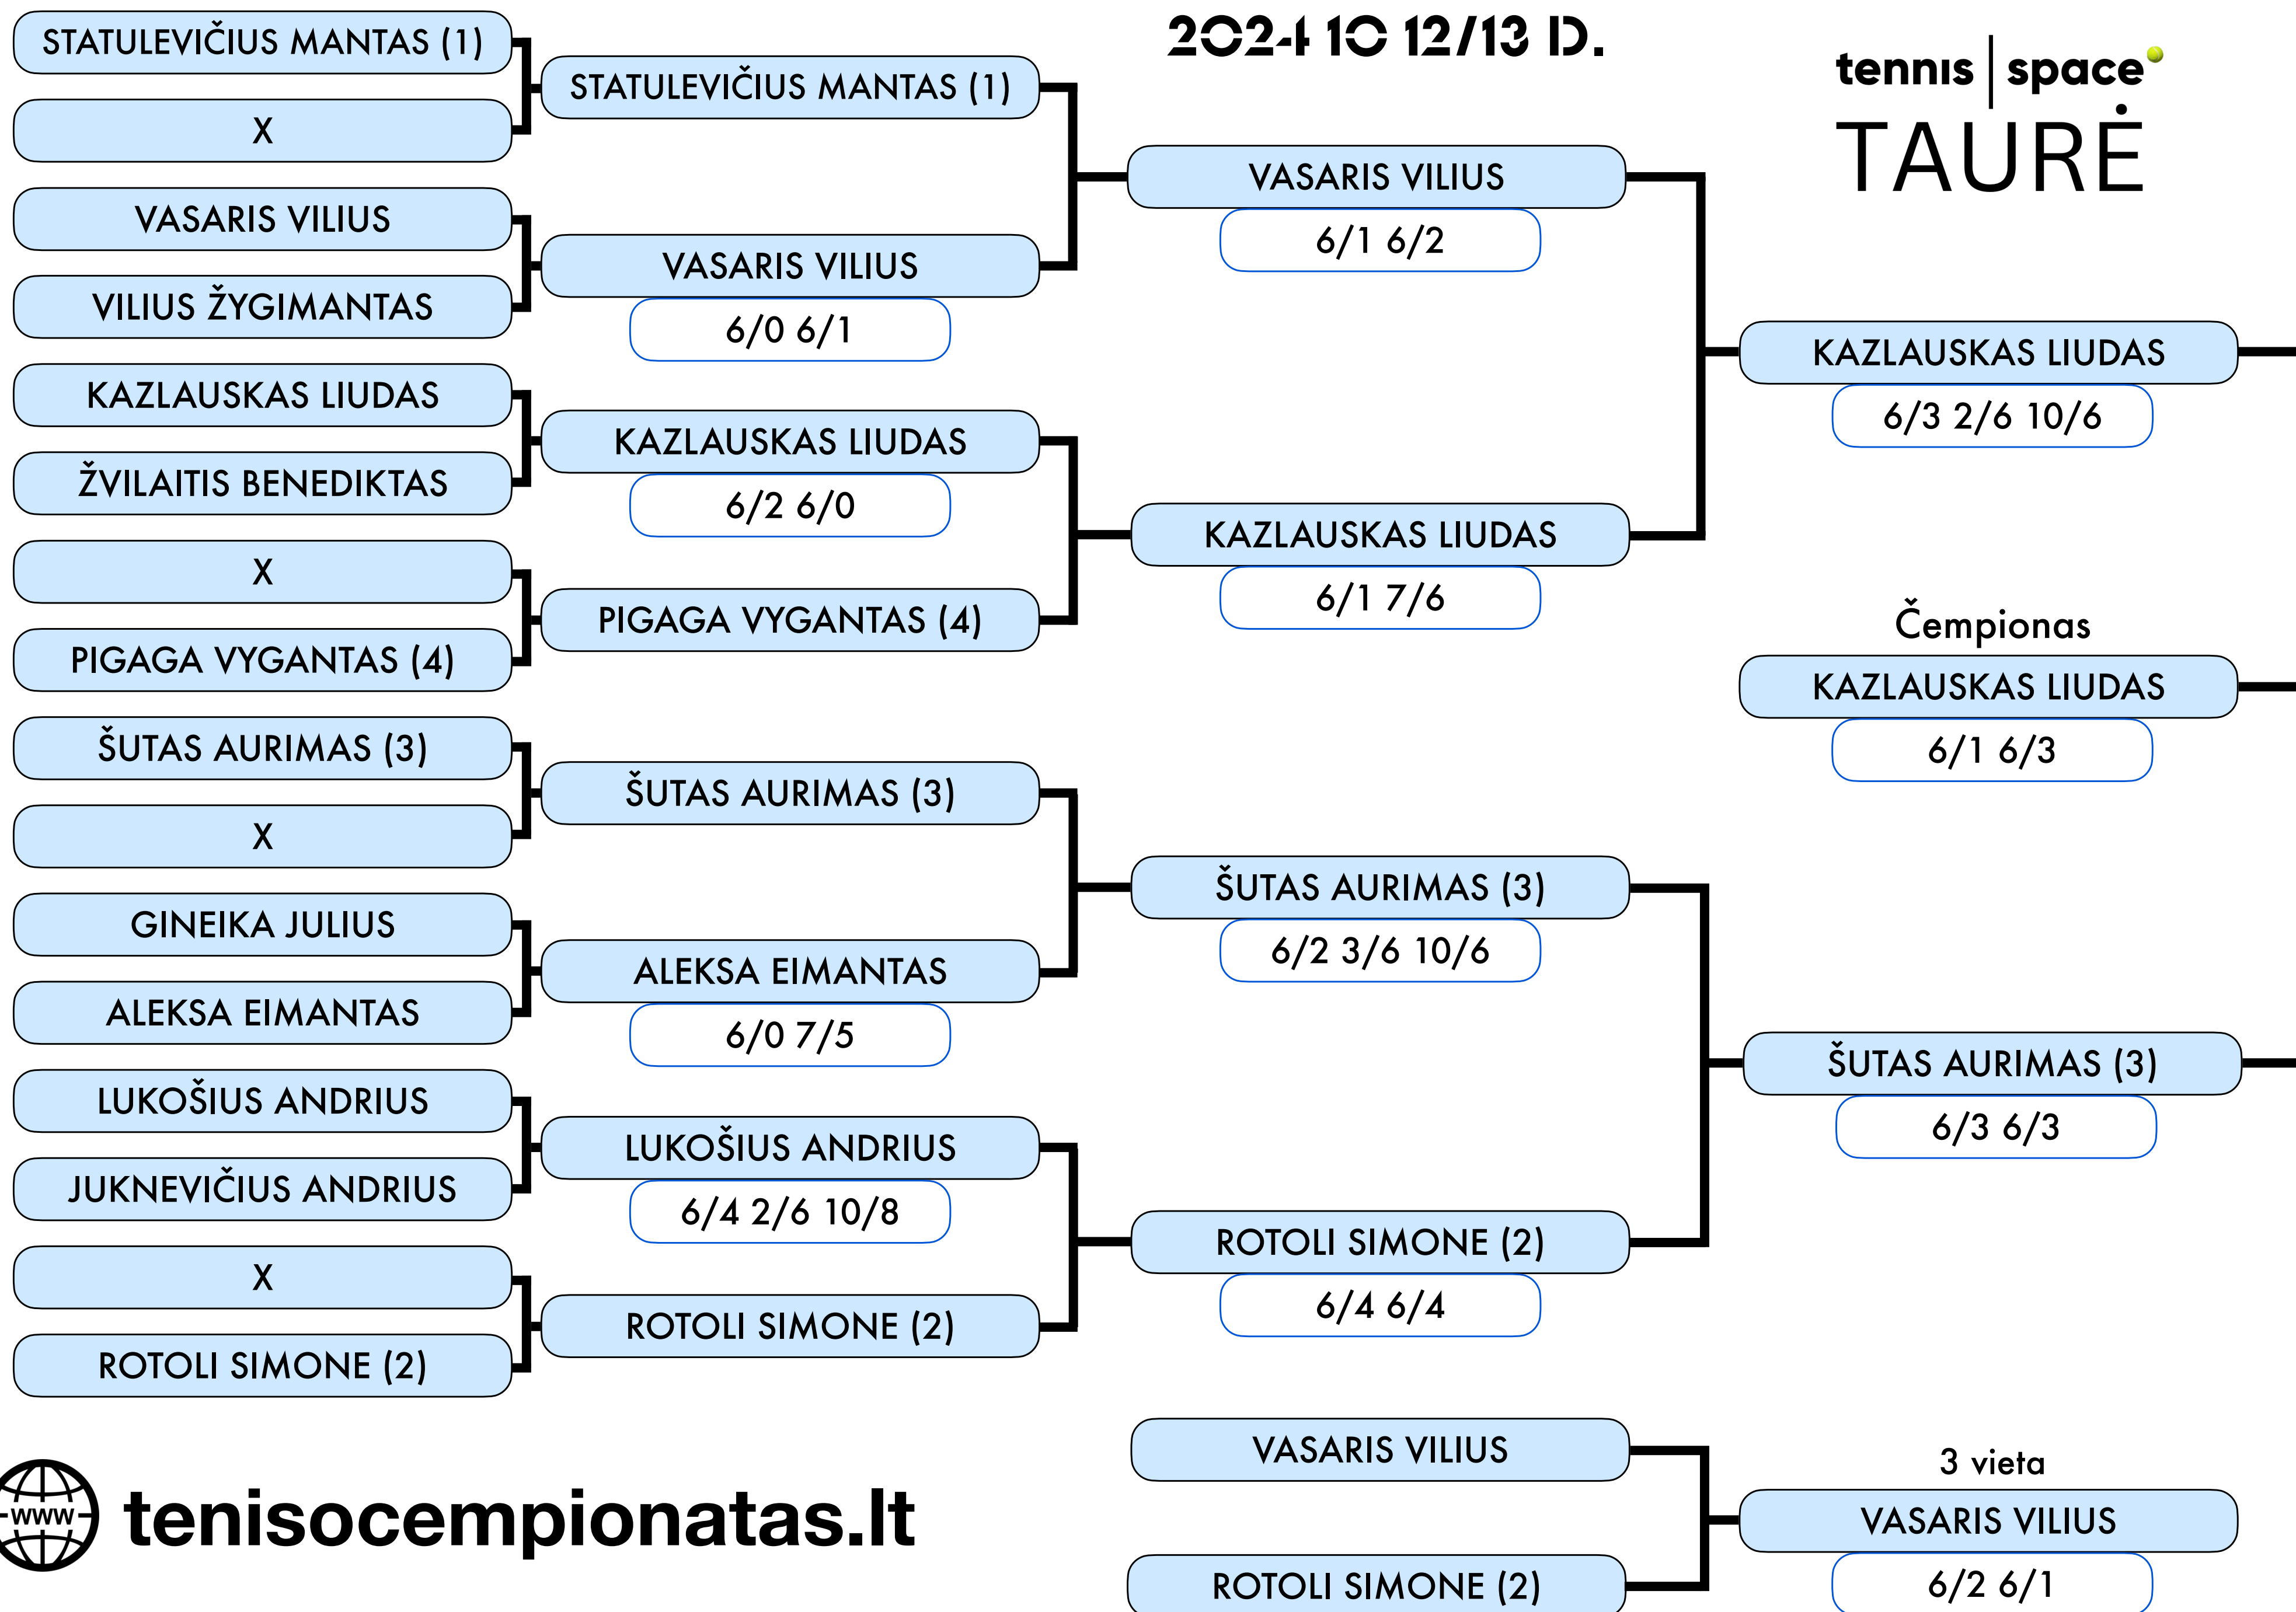 2024 10 12/13 D.
tennis | space
TAURĖ
STATULEVIČIUS MANTAS (1)
X
VASARIS VILIUS
VILIUS ŽYGIMANTAS
KAZLAUSKAS LIUDAS
ŽVILAITIS BENEDIKTAS
X
PIGAGA VYGANTAS (4)
ŠUTAS AURIMAS (3)
X
GINEIKA JULIUS
ALEKSA EIMANTAS
LUKOŠIUS ANDRIUS
JUKNEVIČIUS ANDRIUS
X
ROTOLI SIMONE (2)
STATULEVIČIUS MANTAS (1)
VASARIS VILIUS
6/0 6/1
KAZLAUSKAS LIUDAS
6/2 6/0
PIGAGA VYGANTAS (4)
ŠUTAS AURIMAS (3)
ALEKSA EIMANTAS
6/0 7/5
LUKOŠIUS ANDRIUS
6/4 2/6 10/8
ROTOLI SIMONE (2)
VASARIS VILIUS
6/1 6/2
KAZLAUSKAS LIUDAS
6/1 7/6
ŠUTAS AURIMAS (3)
6/2 3/6 10/6
ROTOLI SIMONE (2)
6/4 6/4
KAZLAUSKAS LIUDAS
6/3 2/6 10/6
Čempionas
KAZLAUSKAS LIUDAS
6/1 6/3
ŠUTAS AURIMAS (3)
6/3 6/3
VASARIS VILIUS
ROTOLI SIMONE (2)
3 vieta
VASARIS VILIUS
6/2 6/1
WWW
tenisocempionatas.lt